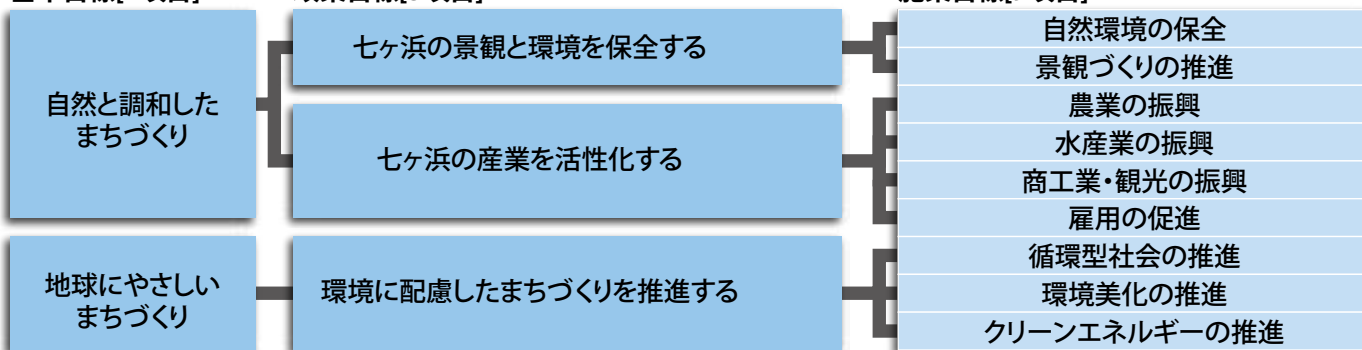 自然と調和した
まちづくり
七ヶ浜の景観と環境を保全する
自然環境の保全
景観づくりの推進
七ヶ浜の産業を活性化する
農業の振興
水産業の振興
商工業・観光の振興
雇用の促進
地球にやさしい
まちづくり
環境に配慮したまちづくりを推進する
循環型社会の推進
環境美化の推進
クリーンエネルギーの推進